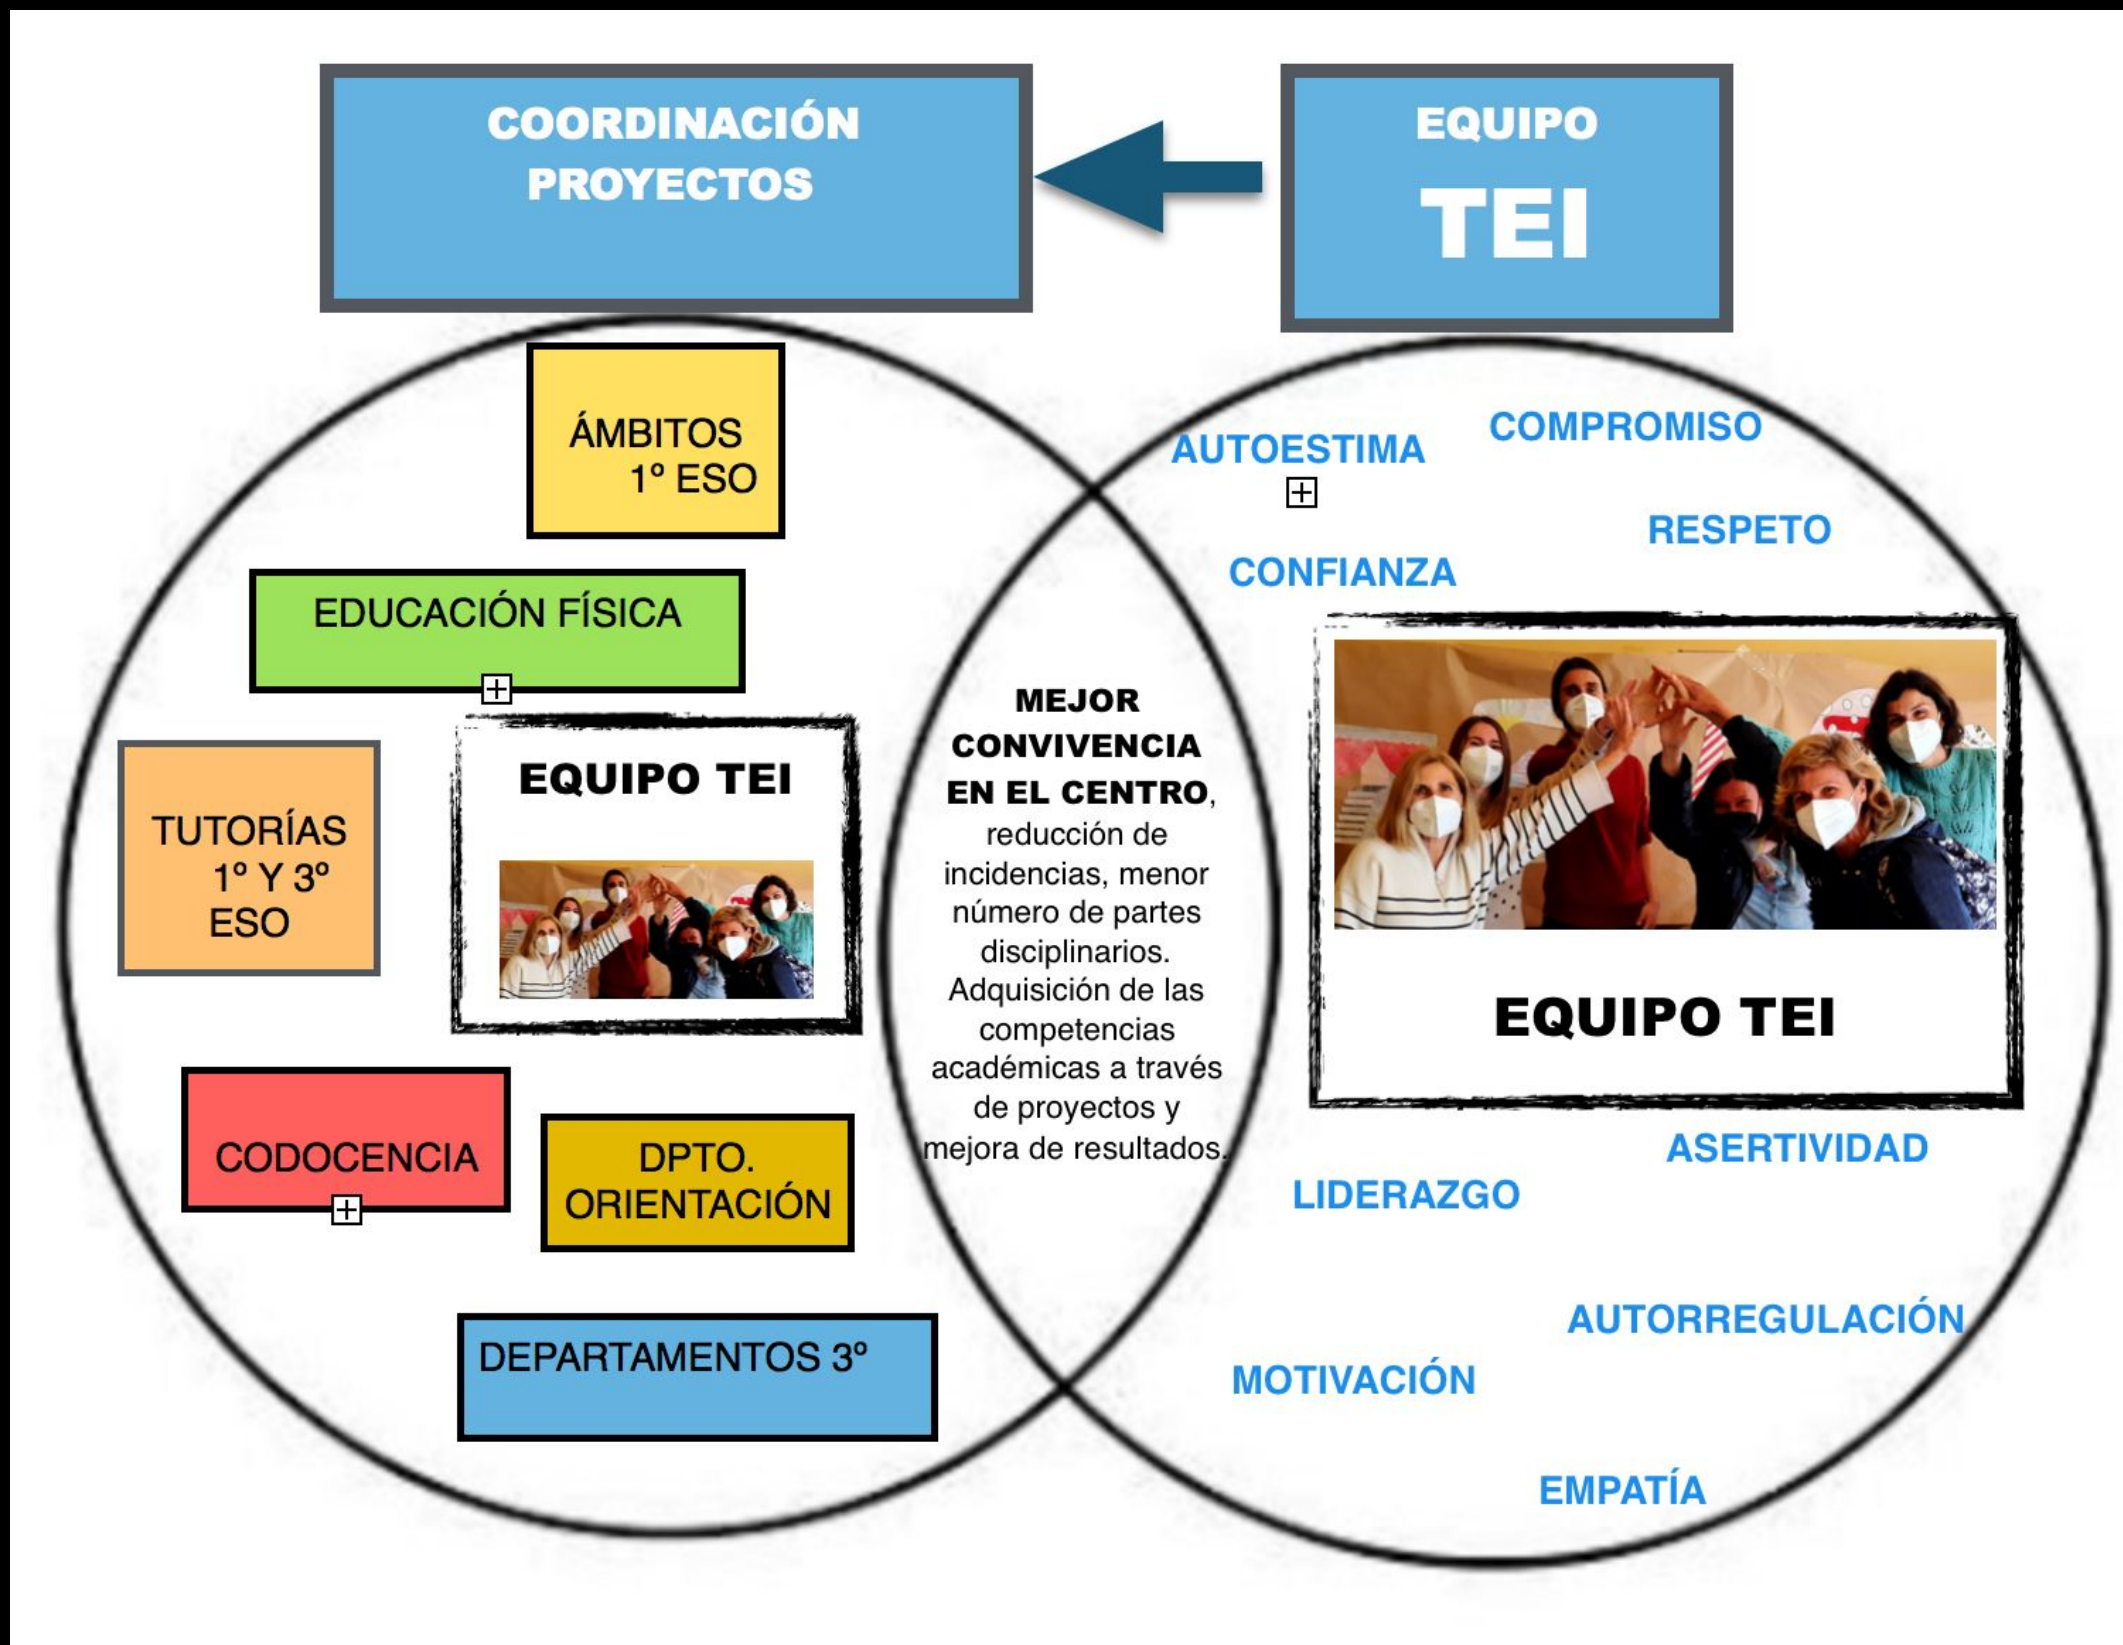 COORDINACIÓN
PROYECTOS
EQUIPO
TEI
ÁMBITOS
1º ESO
EDUCACIÓN FÍSICA
EQUIPO TEI
TUTORÍAS
1º Y 3º
ESO
CODOCENCIA
DPTO.
ORIENTACIÓN
DEPARTAMENTOS 3º
MEJOR
CONVIVENCIA
EN EL CENTRO,
reducción de
incidencias, menor
número de partes
disciplinarios.
Adquisición de las
competencias
académicas a través
de proyectos y
mejora de resultados.
AUTOESTIMA
COMPROMISO
RESPETO
CONFIANZA
EQUIPO TEI
ASERTIVIDAD
LIDERAZGO
AUTORREGULACIÓN
MOTIVACIÓN
EMPATÍA